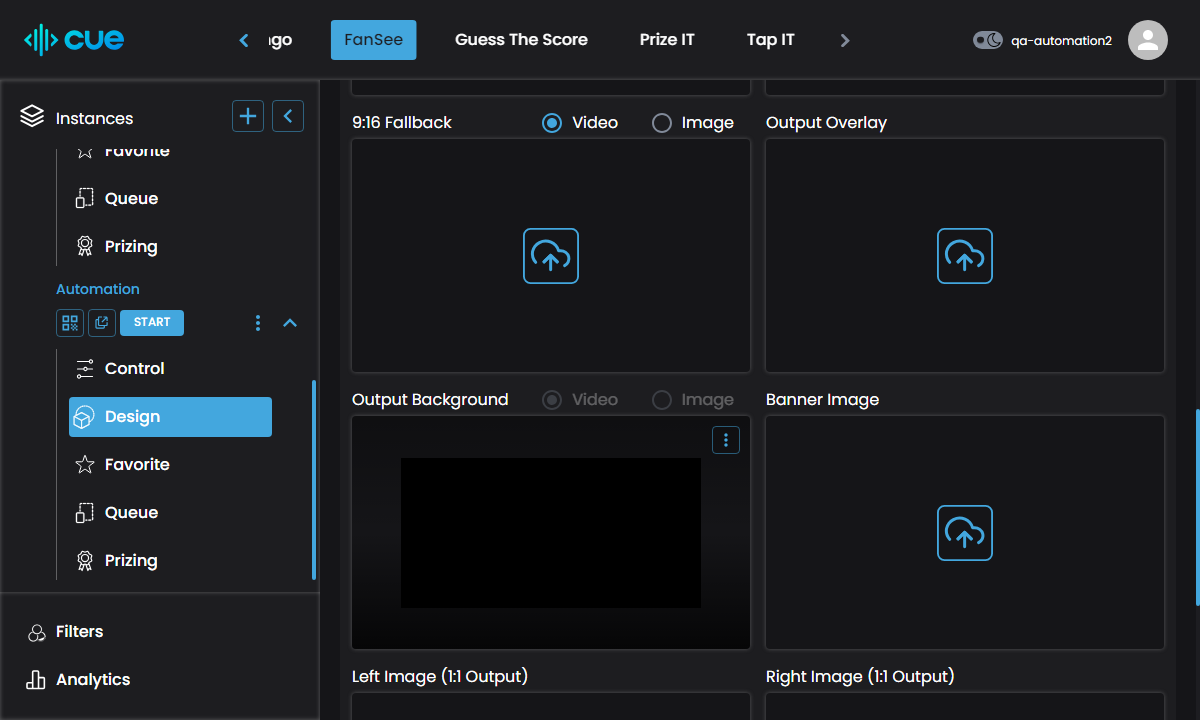 cue
FanSee
Guess The Score
Prize IT
Tap IT
qa-automation2
Instances
Favorite
Queue
Prizing
Automation
START
Control
Design
Favorite
Queue
Prizing
Filters
Analytics
9:16 Fallback
Video
Image
Output Overlay
Output Background
Video
Image
Banner Image
Left Image (1:1 Output)
Right Image (1:1 Output)